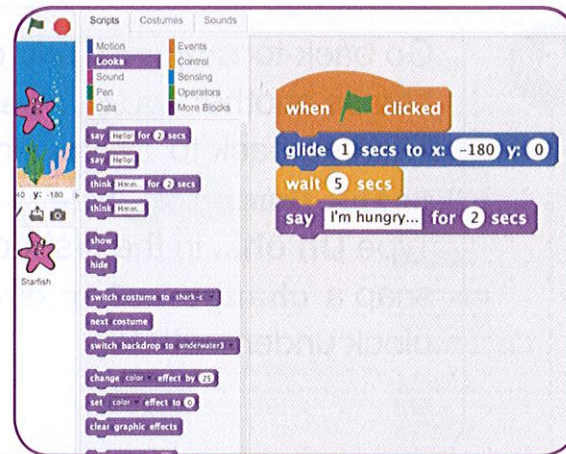 Scripts Costumes Sounds
Motion Events
Looks Control
Sound Sensing
Pen Operators
Data More Blocks
say Hello! for 2 secs
say Hello!
think Hmm... for 2 secs
think Hmm...
show
hide
switch costume to shark-c
next costume
switch backdrop to underwater3
change color effect by 25
set color effect to 0
clear graphic effects
40 y: -180
Starfish
when clicked
glide 1 secs to x: -180 y: 0
wait 5 secs
say I'm hungry... for 2 secs